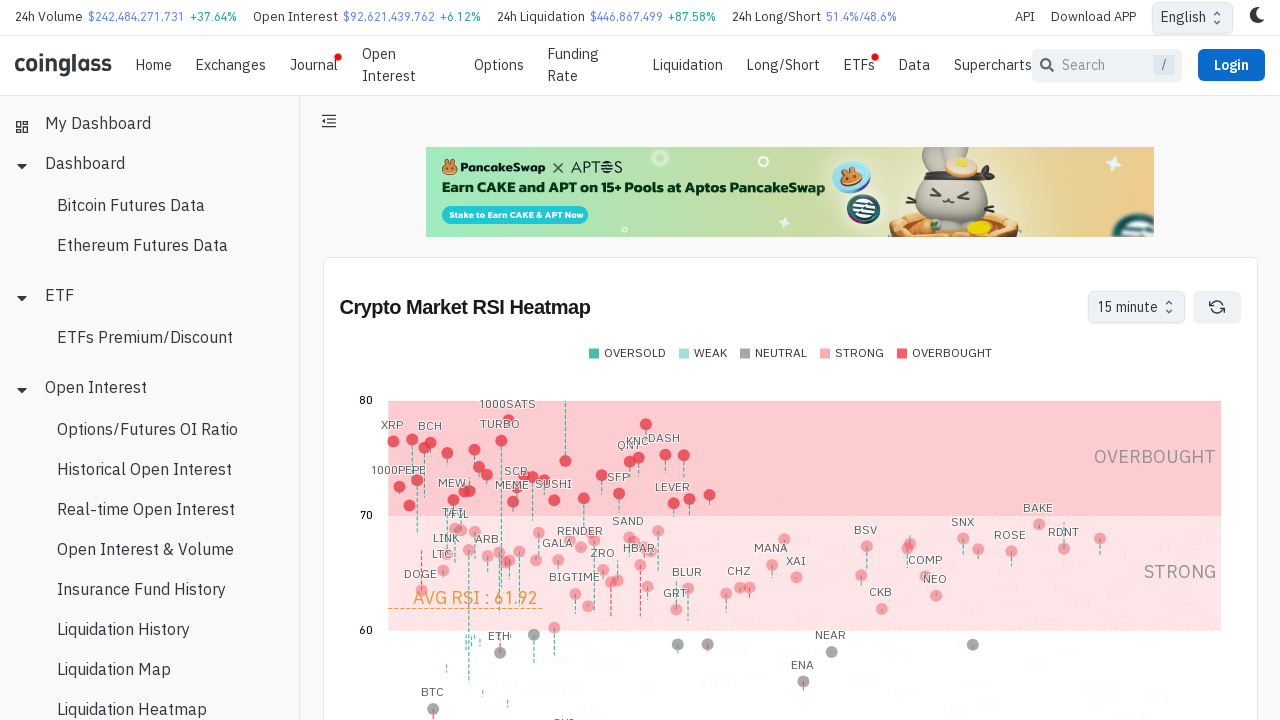 24h Volume $242,484,271,731 +37.64% Open Interest $92,621,439,762 +6.12% 24h Liquidation $446,867,499 +87.58% 24h Long/Short 51.4%/48.6% API Download APP English
coinglass Home Exchanges Journal Open Interest Options Funding Rate Liquidation Long/Short ETFs Data Supercharts Search / Login
My Dashboard
Dashboard
Bitcoin Futures Data
Ethereum Futures Data
ETF
ETFs Premium/Discount
Open Interest
Options/Futures OI Ratio
Historical Open Interest
Real-time Open Interest
Open Interest & Volume
Insurance Fund History
Liquidation History
Liquidation Map
Liquidation Heatmap
PancakeSwap × APTOS
Earn CAKE and APT on 15+ Pools at Aptos PancakeSwap
Stake to Earn CAKE & APT Now
Crypto Market RSI Heatmap
15 minute
OVERSOLD WEAK NEUTRAL STRONG OVERBOUGHT
80
1000SATS
XRP BCH TURBO
KNC DASH
OVERBOUGHT
1000PEPE SCR SFP
MEW MEME SUSHI LEVER
70
BAKE
FIL SAND SNX
LINK ARB RENDER BSV ROSE RDNT
LTC GALA ZRO HBAR MANA XAI COMP
DOGE BIGTIME BLUR CHZ STRONG
GRT CKB NEO
AVG RSI : 61.92
60
ETH NEAR
ENA
BTC